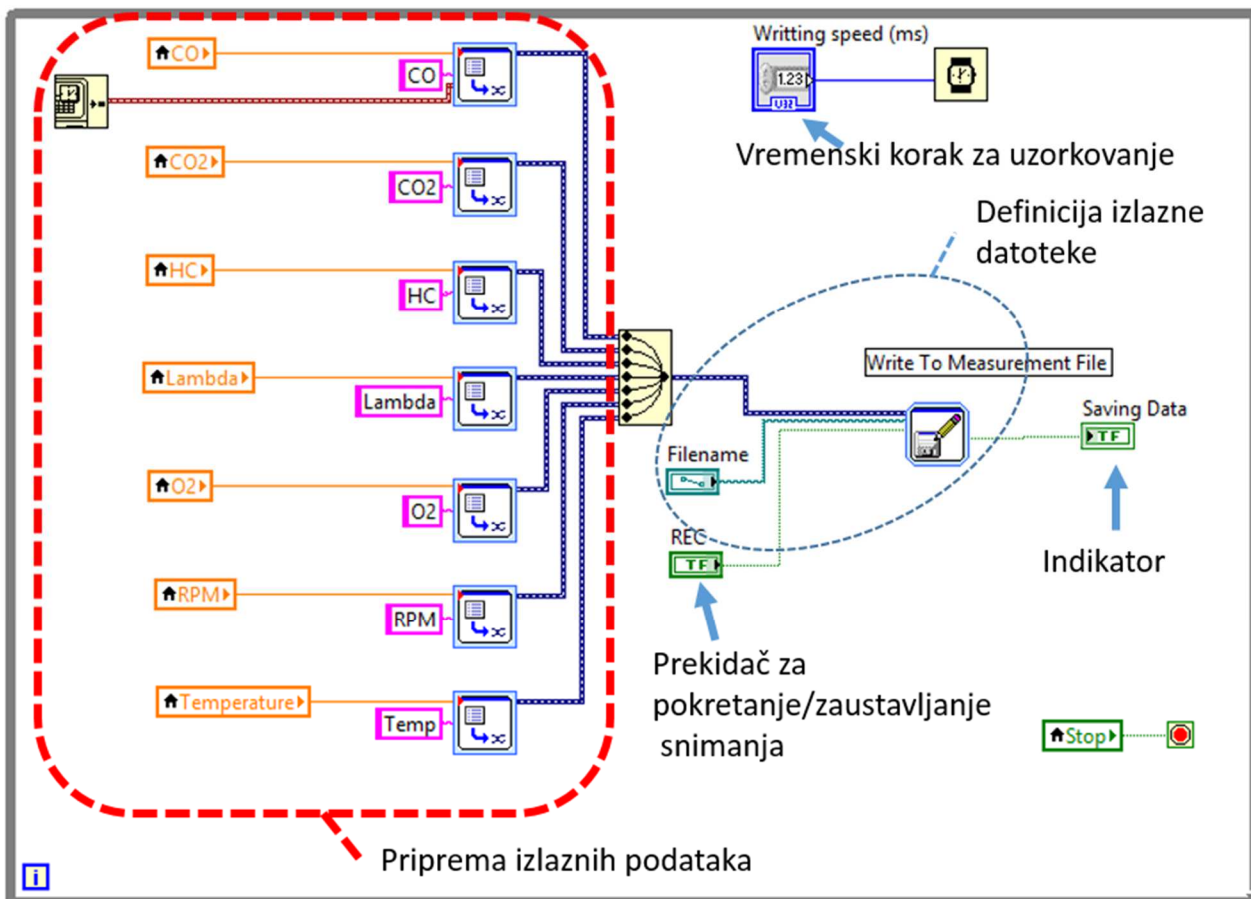 Writting speed (ms)
CO
CO
1.23
U32
Vremenski korak za uzorkovanje
CO2
CO2
Definicija izlazne
datoteke
HC
HC
Write To Measurement File
Lambda
Lambda
Saving Data
TF
Filename
O2
O2
REC
TF
Indikator
RPM
RPM
Prekidač za
pokretanje/zaustavljanje
snimanja
Temperature
Temp
Stop
Priprema izlaznih podataka
i